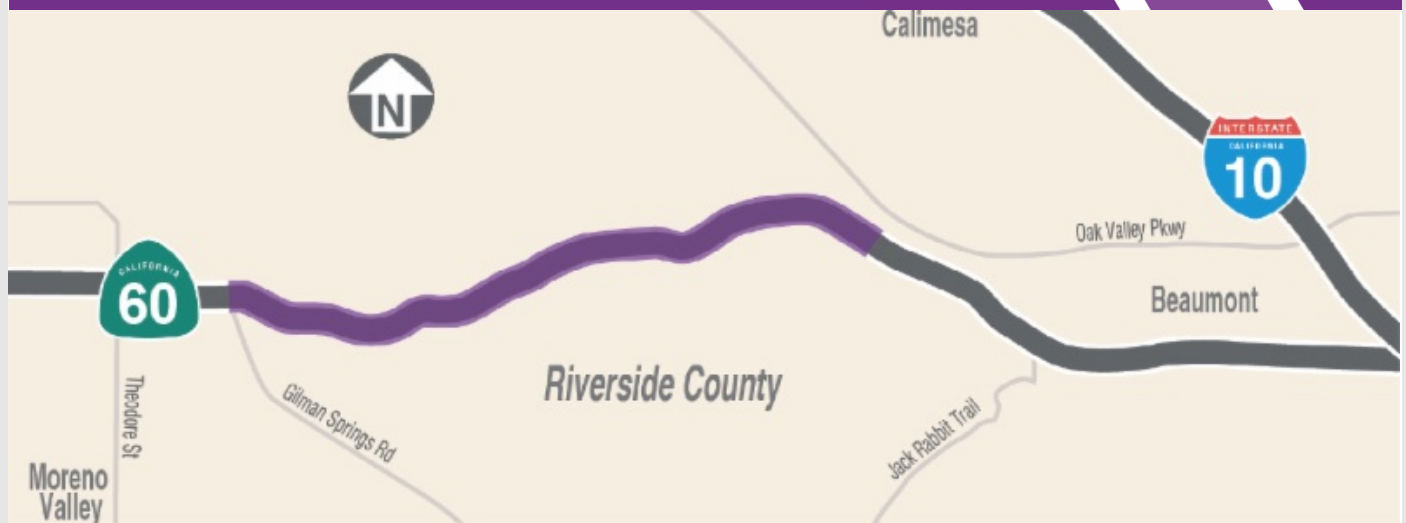 Calimesa
N
INTERSTATE
CALIFORNIA
10
Oak Valley Pkwy
CALIFORNIA
60
Beaumont
Riverside County
Theodore St
Gilman Springs Rd
Jack Rabbit Trail
Moreno
Valley